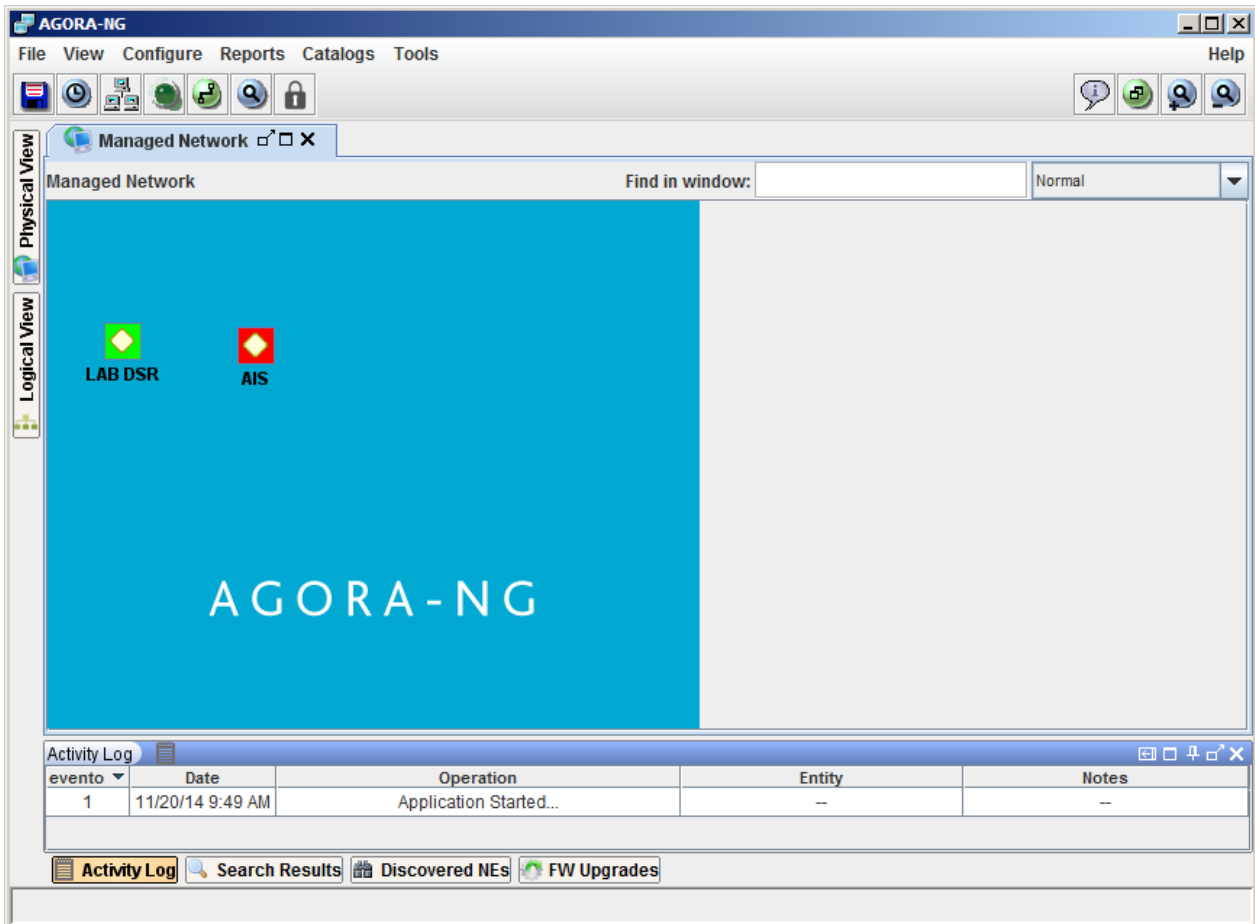 AGORA-NG
File View Configure Reports Catalogs Tools Help
Managed Network
Managed Network Find in window: Normal
Physical View
Logical View
LAB DSR AIS
AGORA-NG
Activity Log
evento Date Operation Entity Notes
1 11/20/14 9:49 AM Application Started... -- --
Activity Log Search Results Discovered NEs FW Upgrades